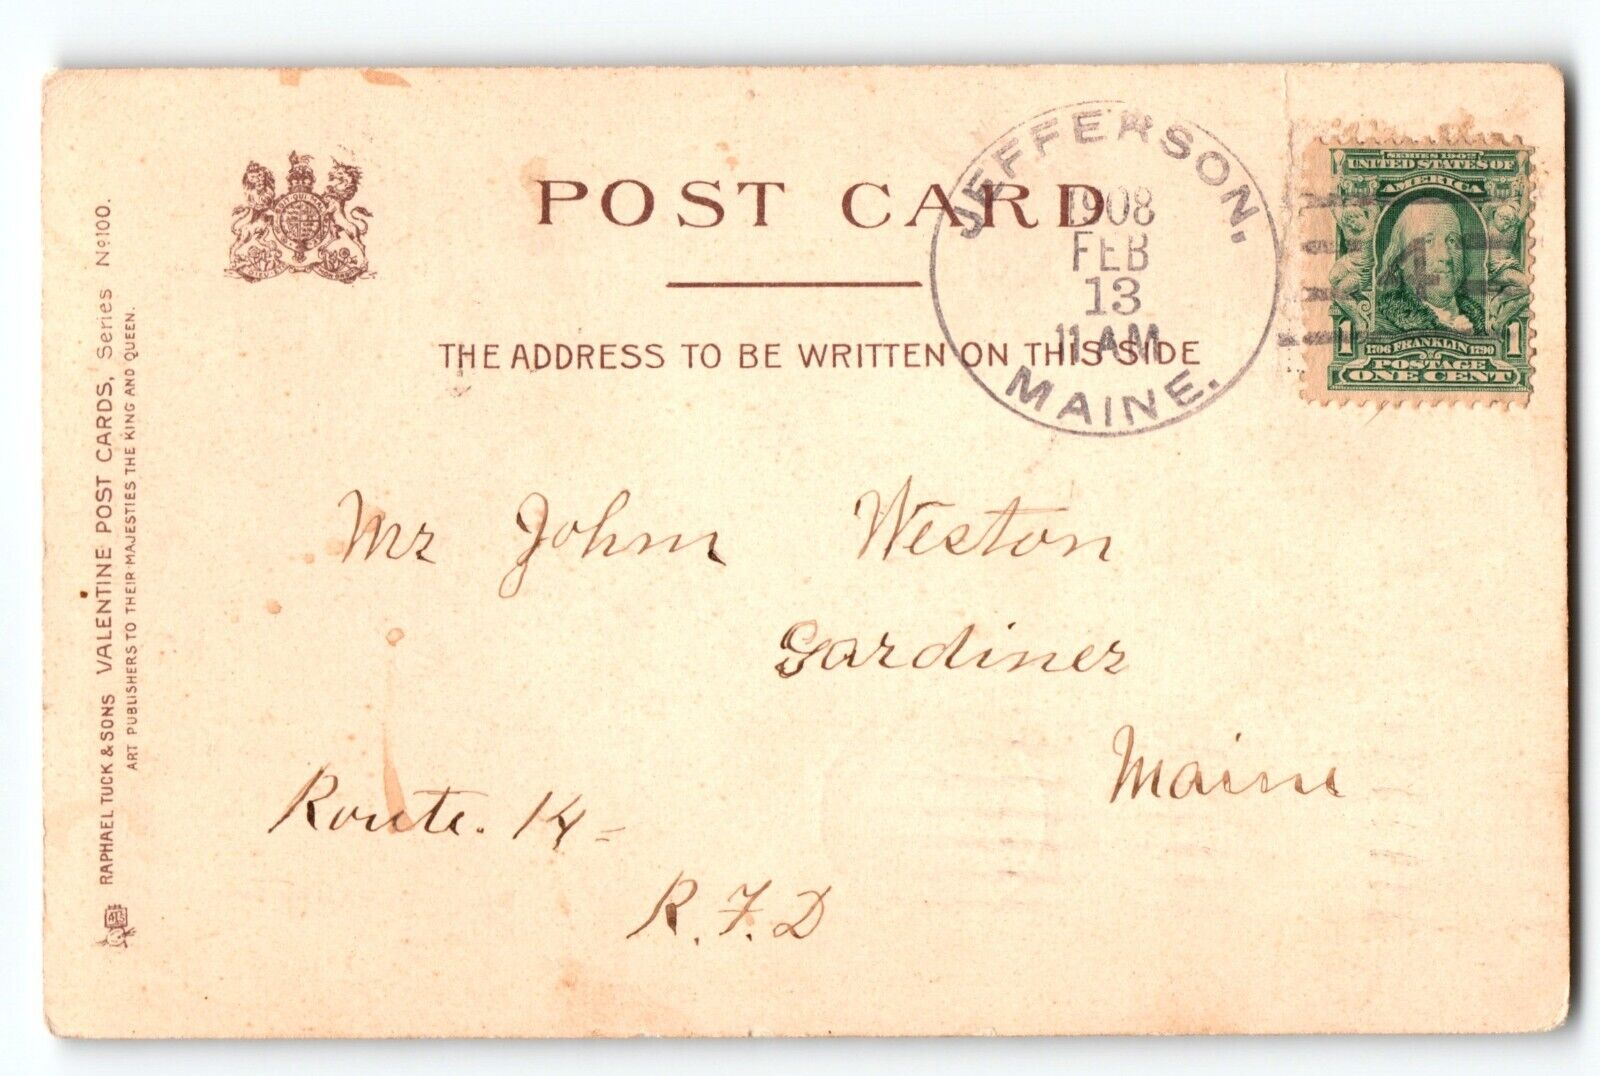 POST CARD
THE ADDRESS TO BE WRITTEN ON THIS SIDE
JEFFERSON,
1908
FEB
13
11 AM
MAINE.
SERIES 1902
UNITED STATES OF
AMERICA
4
1 1706 FRANKLIN 1790 1
POSTAGE
ONE CENT
Mr John Weston
Gardiner
Maine
Route. 14
R.F.D
RAPHAEL TUCK & SONS VALENTINE POST CARDS, Series No 100.
ART PUBLISHERS TO THEIR MAJESTIES THE KING AND QUEEN.